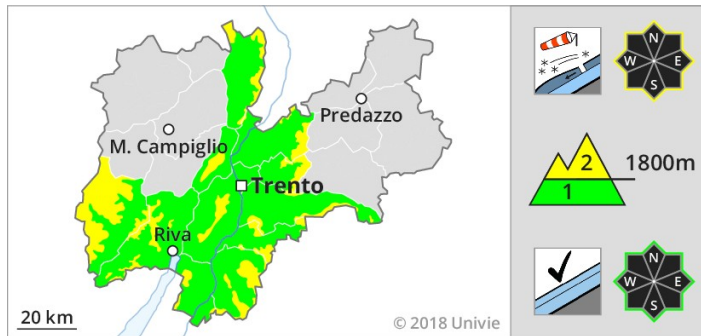 M. Campiglio
Predazzo
Trento
Riva
20 km
© 2018 Univie
N
W E
S
2 1800m
1
N
W E
S